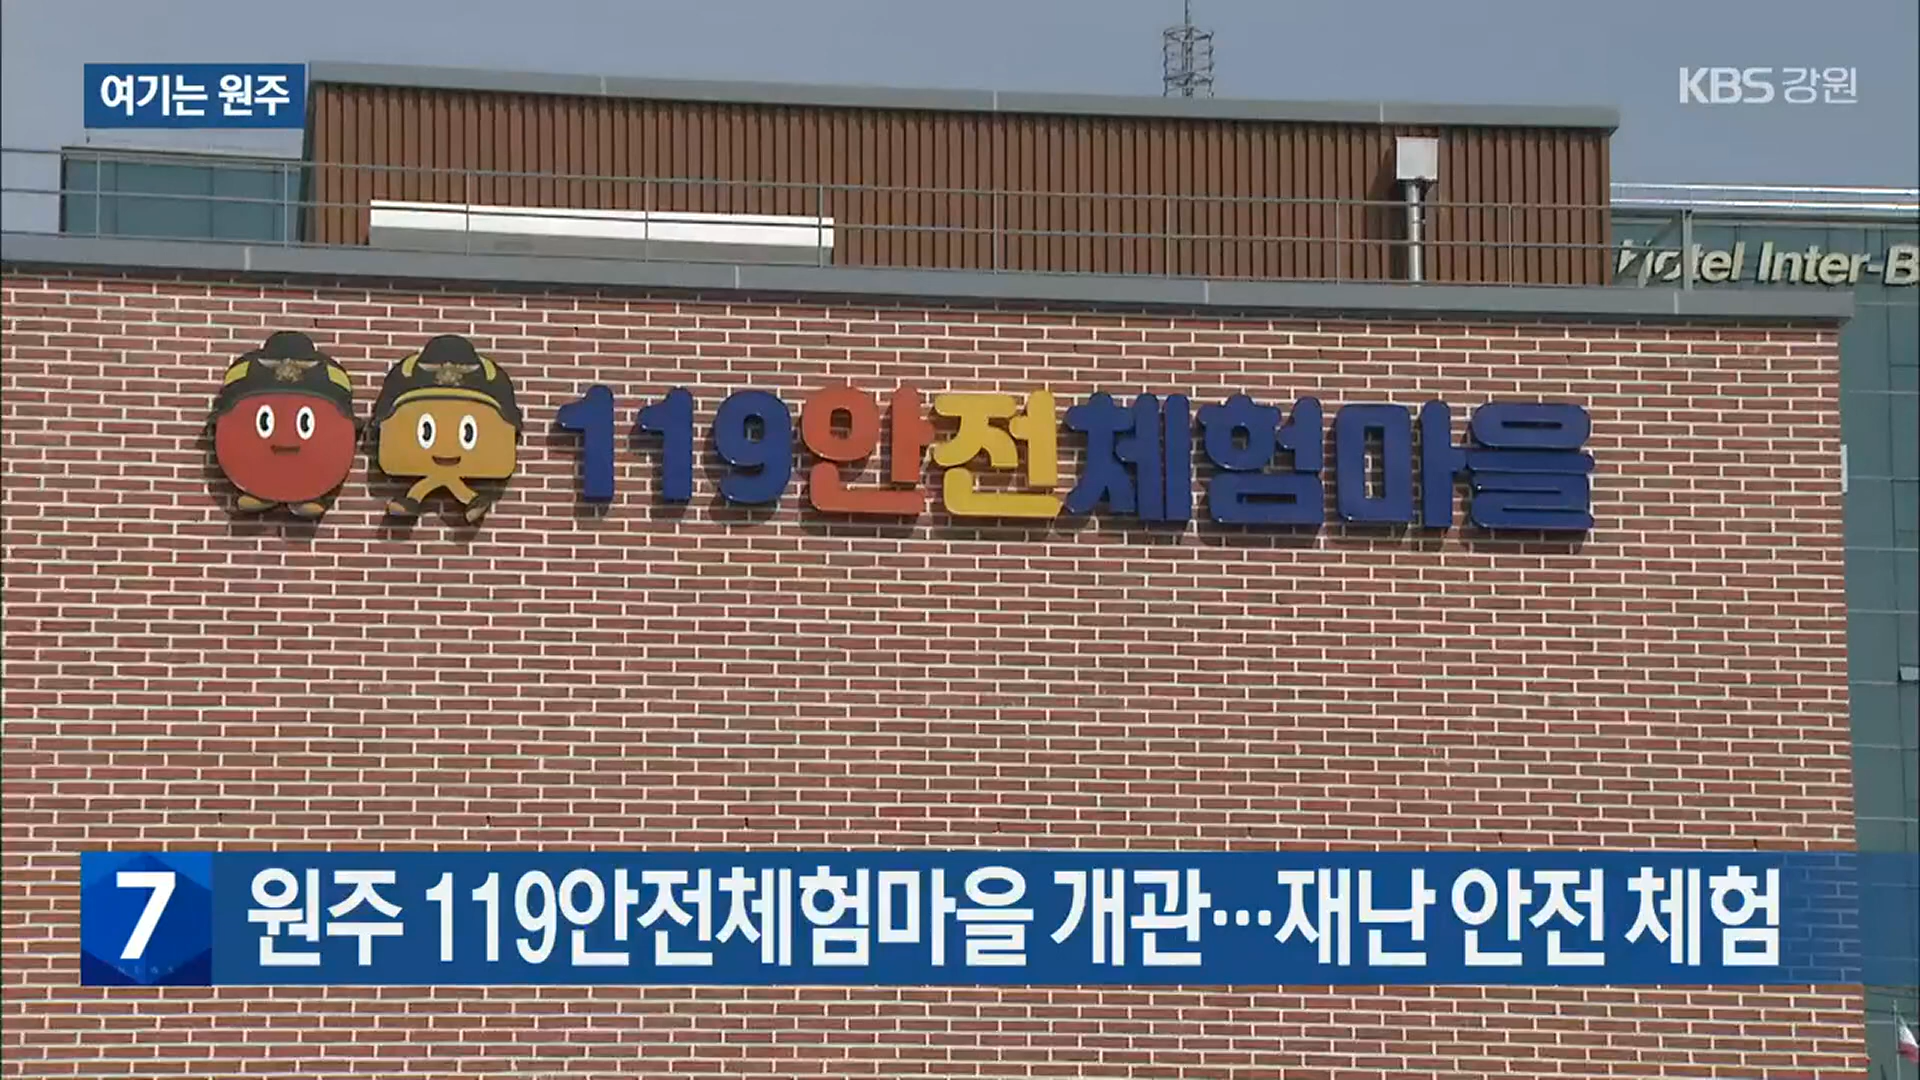 여기는 원주
KBS 강원
Hotel Inter-B
119안전체험마을
7 원주 119안전체험마을 개관…재난 안전 체험
NEWS